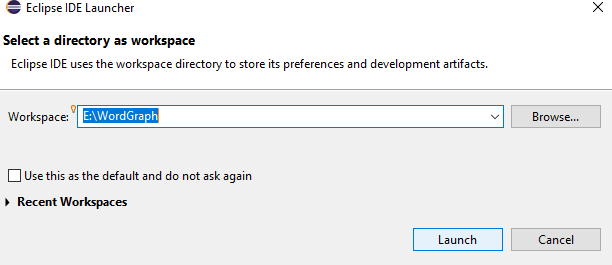 Eclipse IDE Launcher
Select a directory as workspace
Eclipse IDE uses the workspace directory to store its preferences and development artifacts.
Workspace: E:\WordGraph Browse...
Use this as the default and do not ask again
Recent Workspaces
Launch Cancel